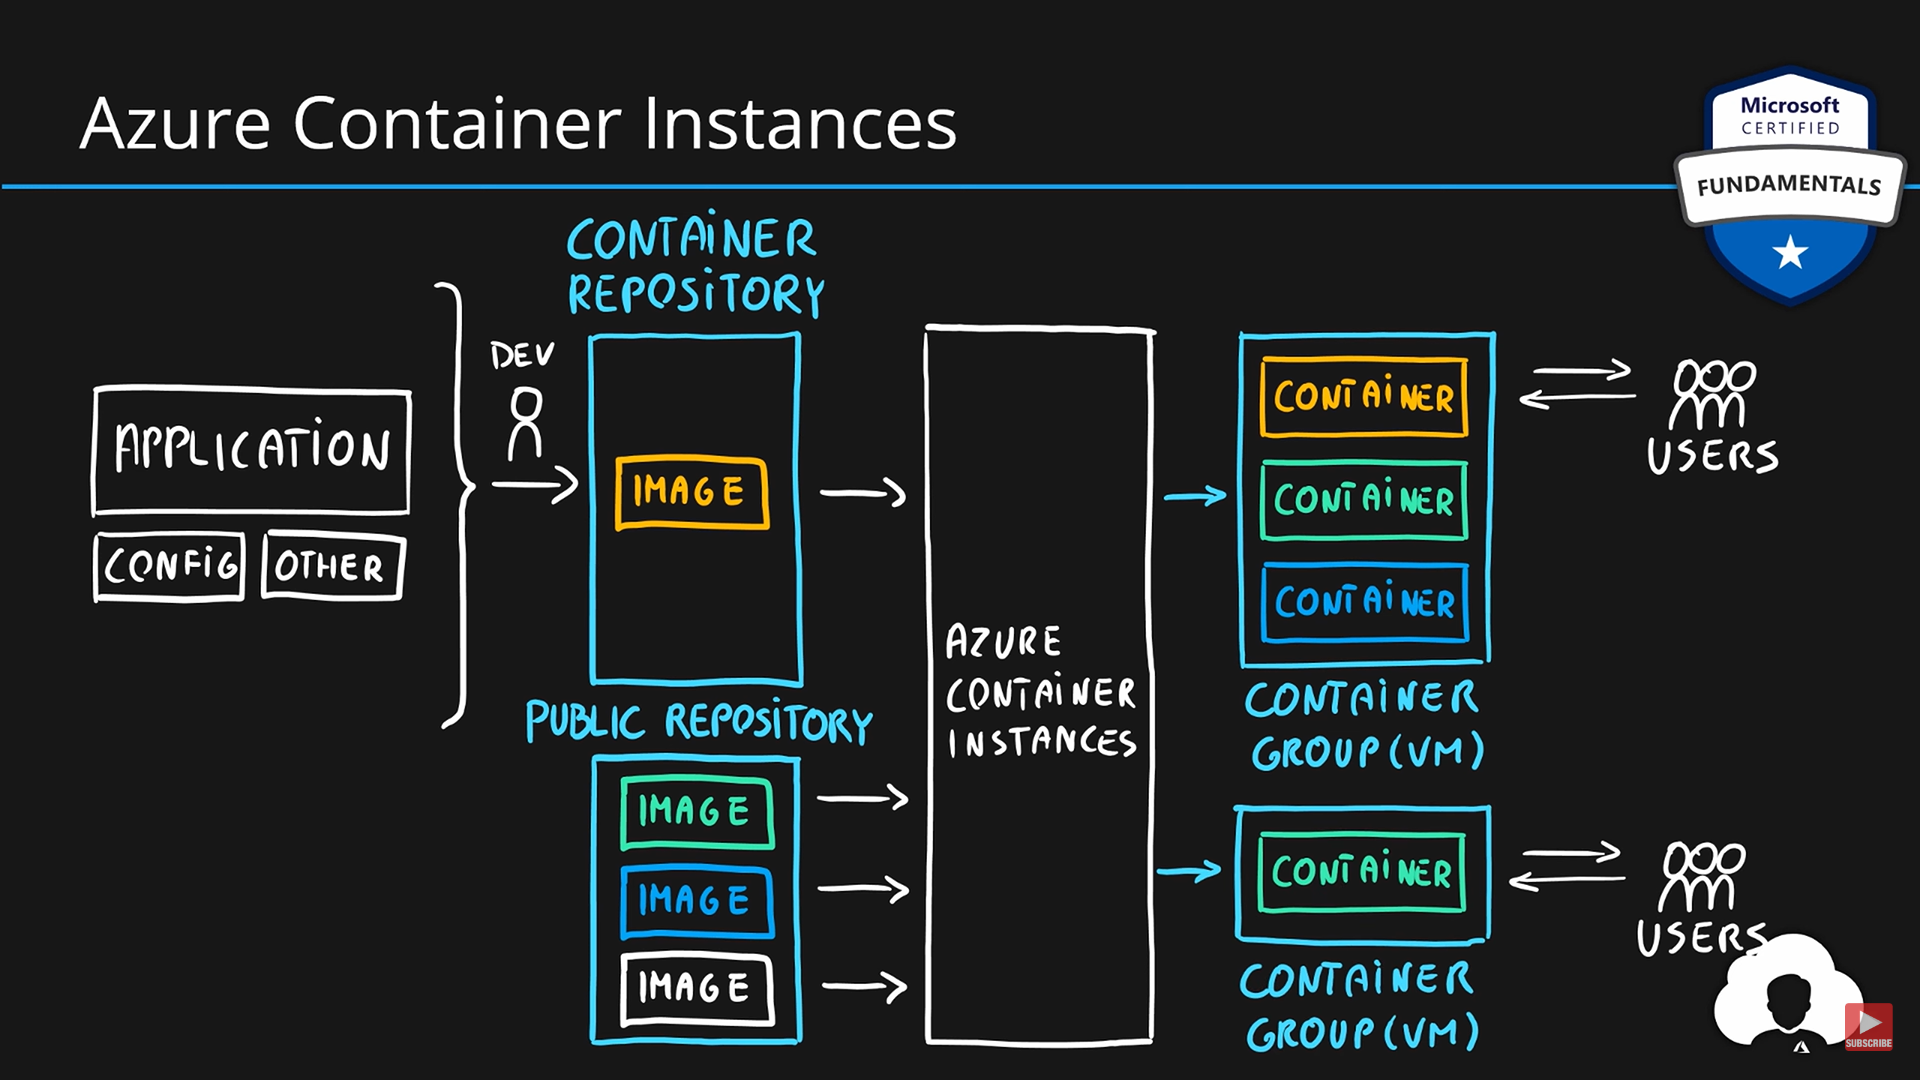 Azure Container Instances
Microsoft
CERTIFIED
FUNDAMENTALS
CONTAiNER
REPOSiTORY
DEV
APPLICATiON
CONFiG
OTHER
IMAGE
PUBLIC REPOSiTORY
IMAGE
IMAGE
IMAGE
AZURE
CONTAiNER
INSTANCES
CONTAiNER
CONTAiNER
CONTAiNER
CONTAiNER
GROUP (VM)
USERS
CONTAiNER
CONTAiNER
GROUP (VM)
USERS
SUBSCRIBE